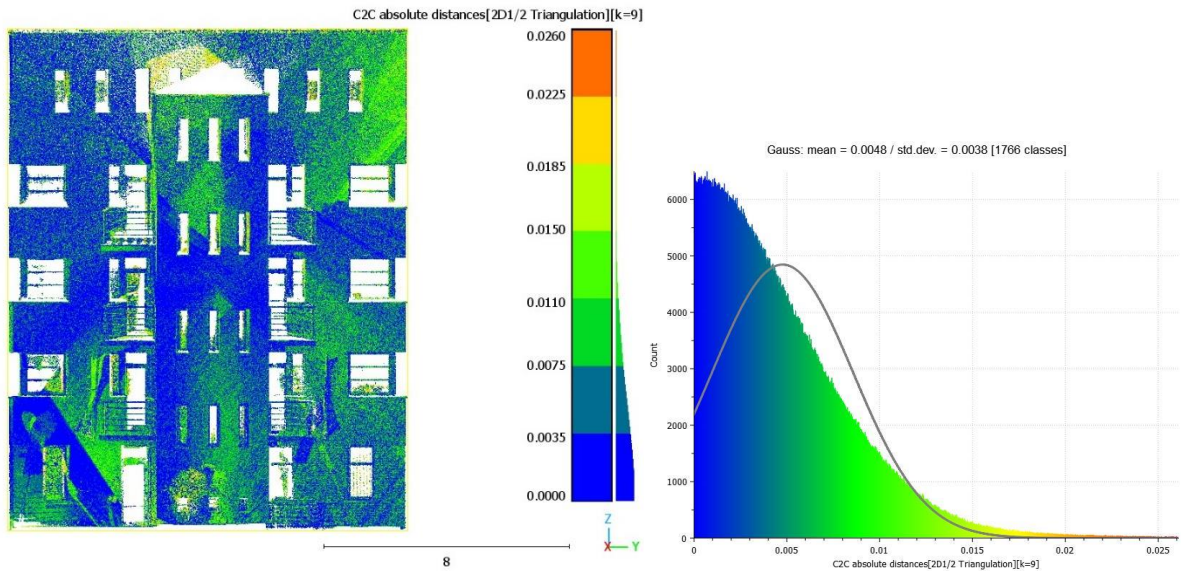 C2C absolute distances[2D1/2 Triangulation][k=9]
0.0260
0.0225
0.0185
0.0150
0.0110
0.0075
0.0035
0.0000
Z
X Y
8
Gauss: mean = 0.0048 / std.dev. = 0.0038 [1766 classes]
6000
5000
4000
3000
2000
1000
0
Count
0 0.005 0.01 0.015 0.02 0.025
C2C absolute distances[2D1/2 Triangulation][k=9]